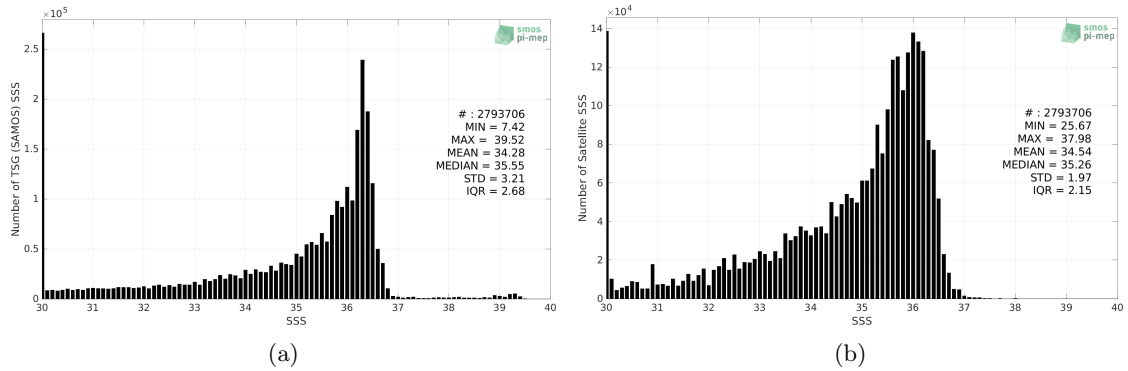 ×10⁵
smos
pi-mep
2.5
2
1.5
1
0.5
0
Number of TSG (SAMOS) SSS
# : 2793706
MIN = 7.42
MAX = 39.52
MEAN = 34.28
MEDIAN = 35.55
STD = 3.21
IQR = 2.68
30 31 32 33 34 35 36 37 38 39 40
SSS
(a)
×10⁴
smos
pi-mep
14
12
10
8
6
4
2
0
Number of Satellite SSS
# : 2793706
MIN = 25.67
MAX = 37.98
MEAN = 34.54
MEDIAN = 35.26
STD = 1.97
IQR = 2.15
30 31 32 33 34 35 36 37 38 39 40
SSS
(b)